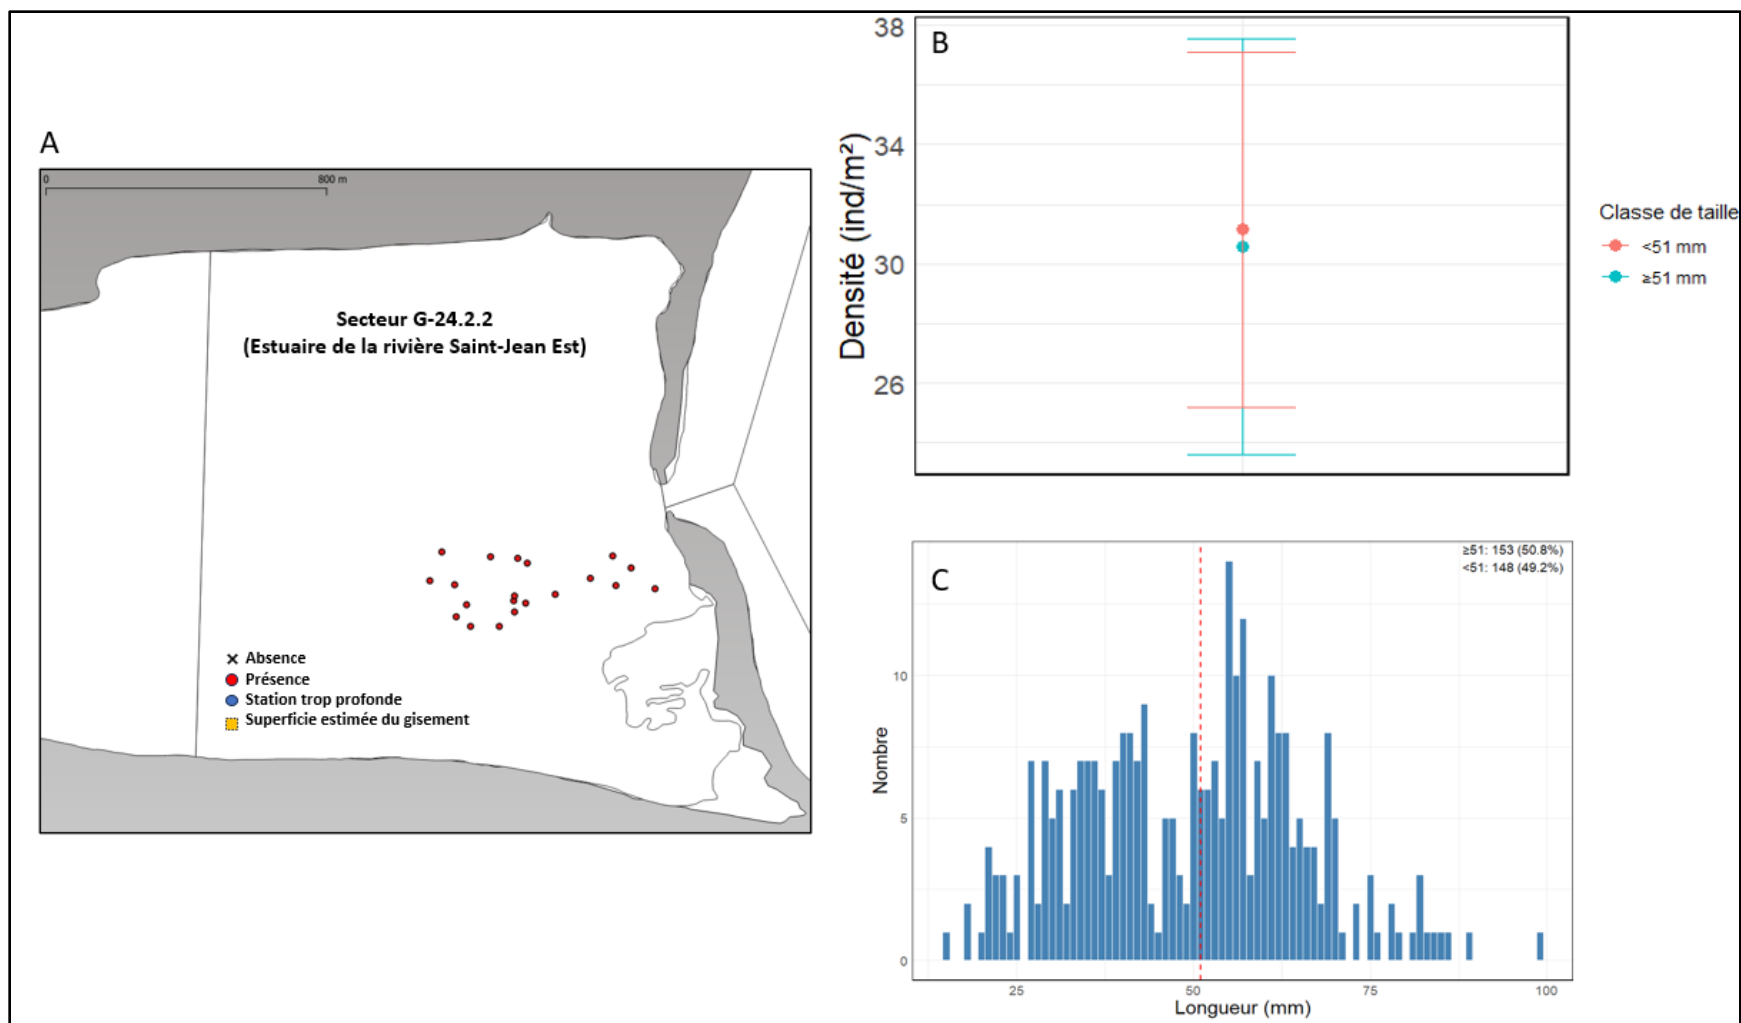 A
0
800 m
Secteur G-24.2.2
(Estuaire de la rivière Saint-Jean Est)
Absence
Présence
Station trop profonde
Superficie estimée du gisement
B
38
34
30
26
Densité (ind/m²)
Classe de taille
<51 mm
≥51 mm
C
≥51: 153 (50.8%)
<51: 148 (49.2%)
10
5
0
Nombre
25
50
75
100
Longueur (mm)